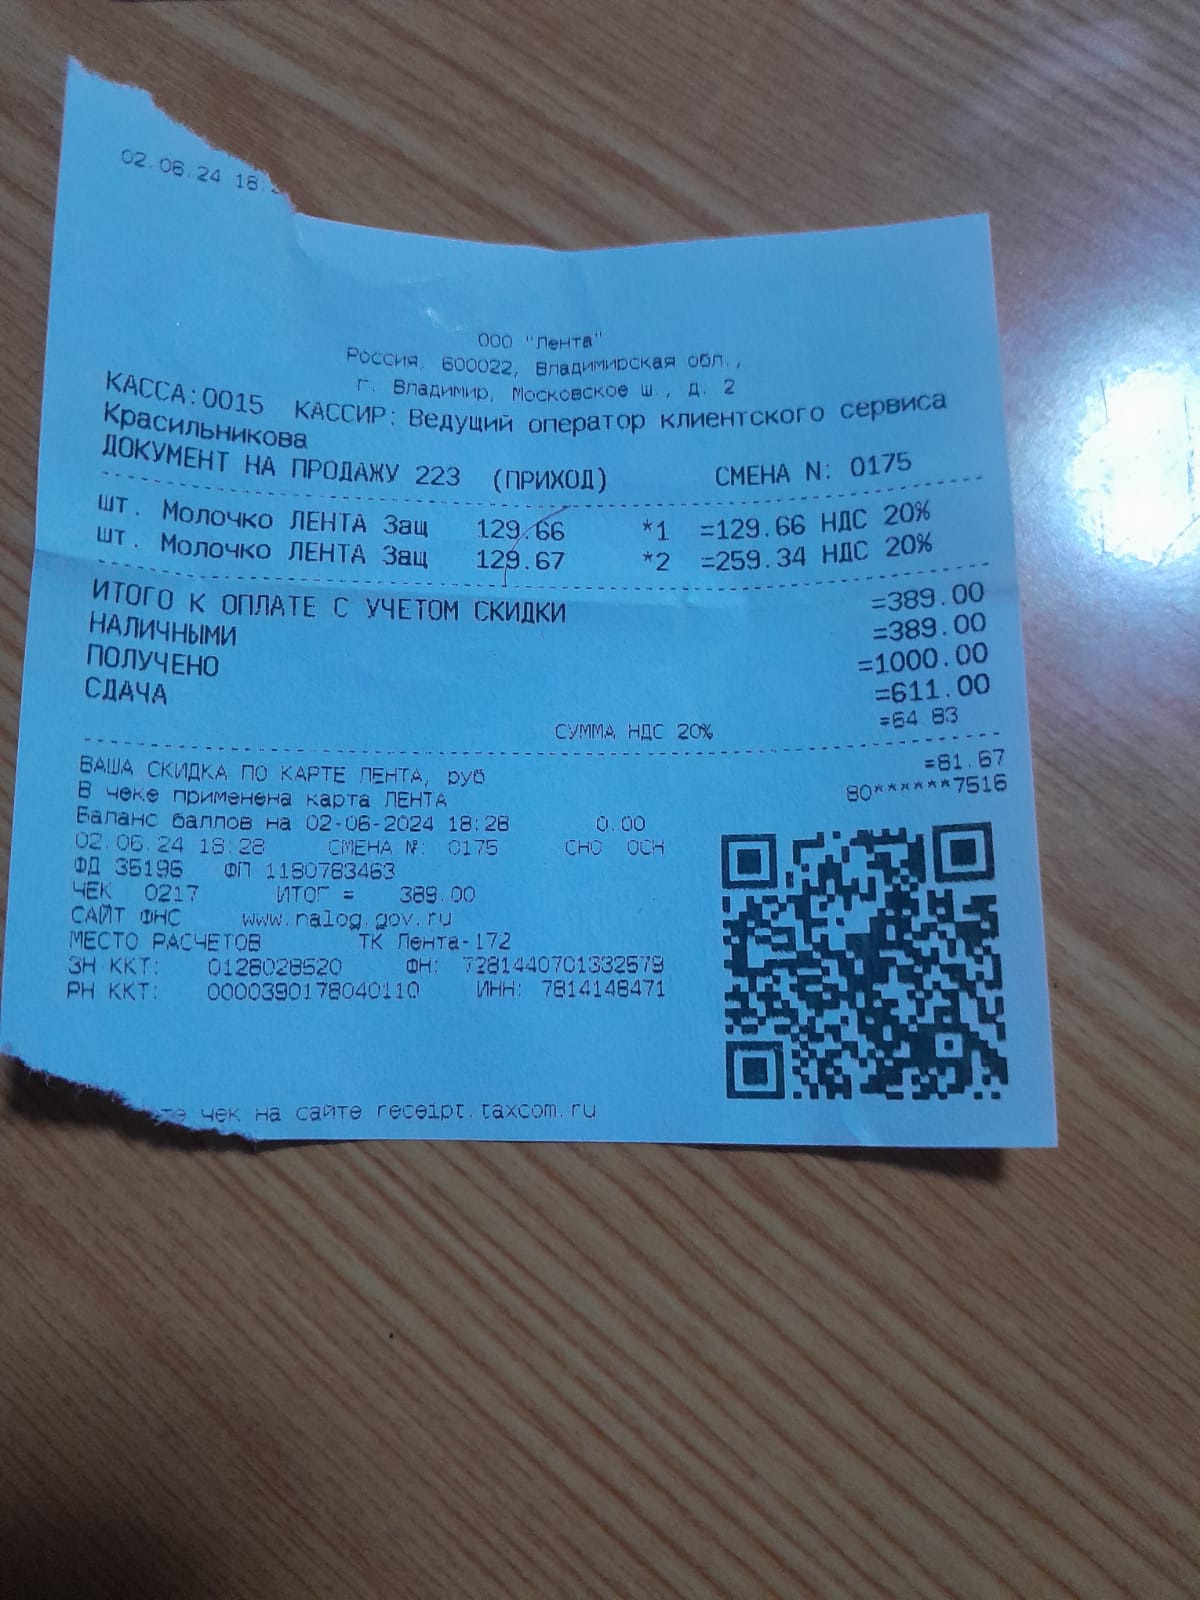 02.06.24 18:2
ООО "Лента"
Россия, 600022, Владимирская обл.,
г. Владимир, Московское ш., д. 2
КАССА:0015 КАССИР: Ведущий оператор клиентского сервиса
Красильникова
ДОКУМЕНТ НА ПРОДАЖУ 223 (ПРИХОД) СМЕНА N: 0175
шт. Молочко ЛЕНТА Защ 129.66 *1 =129.66 НДС 20%
шт. Молочко ЛЕНТА Защ 129.67 *2 =259.34 НДС 20%
ИТОГО К ОПЛАТЕ С УЧЕТОМ СКИДКИ =389.00
НАЛИЧНЫМИ =389.00
ПОЛУЧЕНО =1000.00
СДАЧА =611.00
СУММА НДС 20% =64.83
ВАША СКИДКА ПО КАРТЕ ЛЕНТА, руб =81.67
В чеке применена карта ЛЕНТА 80******7516
Баланс баллов на 02-06-2024 18:28 0.00
02.06.24 18:28 СМЕНА №: 0175 СНО ОСН
ФД 35196 ФП 1180783463
ЧЕК 0217 ИТОГ = 389.00
САЙТ ФНС www.nalog.gov.ru
МЕСТО РАСЧЕТОВ ТК Лента-172
ЗН ККТ: 0128028520 ФН: 7281440701332579
РН ККТ: 0000390178040110 ИНН: 7814148471
чек на сайте receipt.taxcom.ru